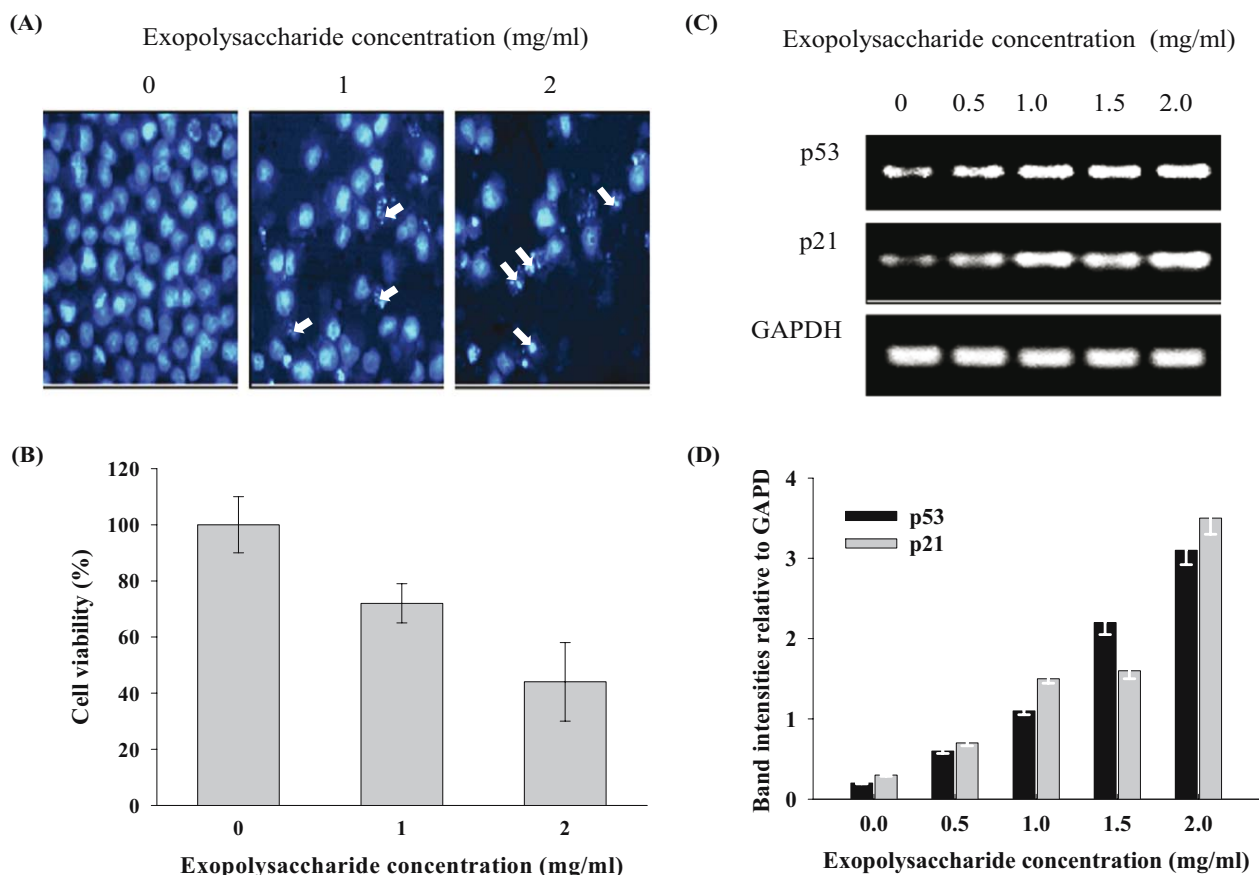 (A)
Exopolysaccharide concentration (mg/ml)
0 1 2
(B)
120
100
80
60
40
20
0
Cell viability (%)
0 1 2
Exopolysaccharide concentration (mg/ml)
(C)
Exopolysaccharide concentration (mg/ml)
0 0.5 1.0 1.5 2.0
p53
p21
GAPDH
(D)
4
3
2
1
0
Band intensities relative to GAPD
p53
p21
0.0 0.5 1.0 1.5 2.0
Exopolysaccharide concentration (mg/ml)